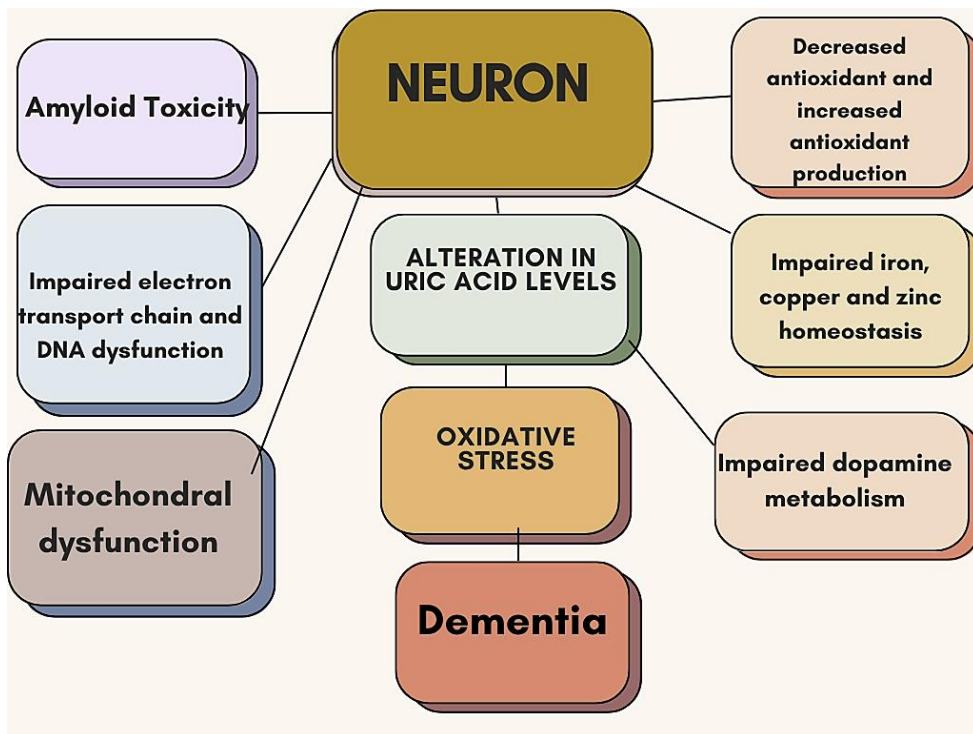 NEURON
Amyloid Toxicity
Decreased
antioxidant and
increased
antioxidant
production
Impaired electron
transport chain and
DNA dysfunction
ALTERATION IN
URIC ACID LEVELS
Impaired iron,
copper and zinc
homeostasis
Mitochondral
dysfunction
OXIDATIVE
STRESS
Impaired dopamine
metabolism
Dementia